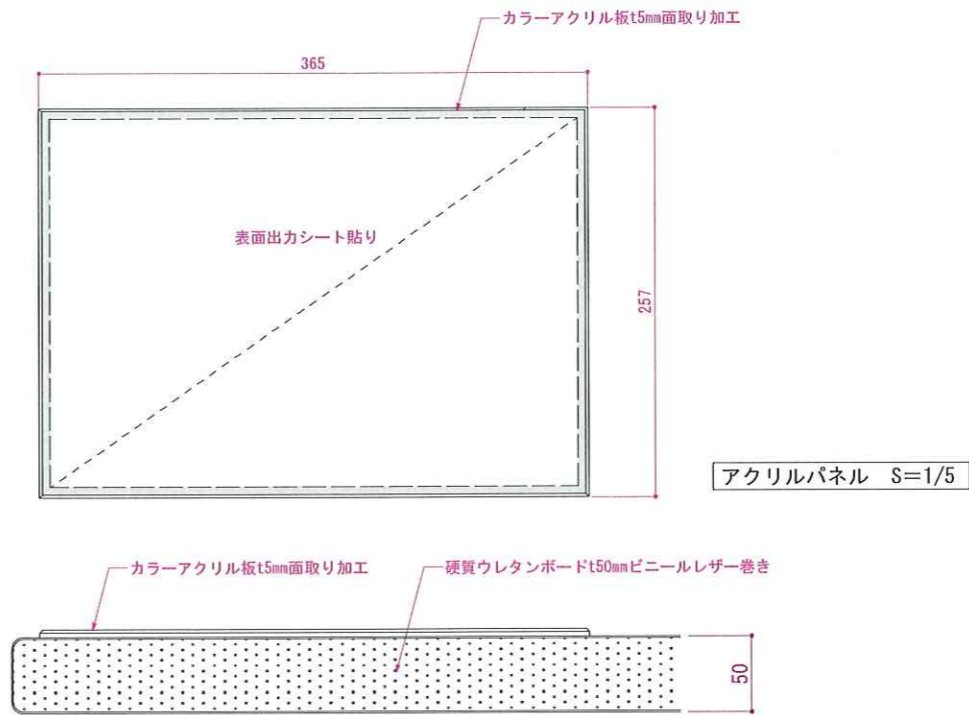 カラーアクリル板t5mm面取り加工
365
表面出力シート貼り
257
アクリルパネル　S=1/5
カラーアクリル板t5mm面取り加工
硬質ウレタンボードt50mmビニールレザー巻き
50